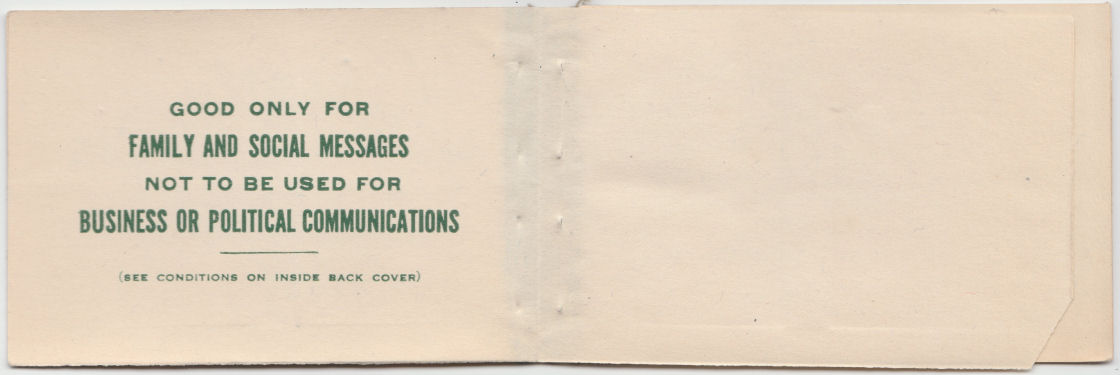 GOOD ONLY FOR
FAMILY AND SOCIAL MESSAGES
NOT TO BE USED FOR
BUSINESS OR POLITICAL COMMUNICATIONS
(SEE CONDITIONS ON INSIDE BACK COVER)